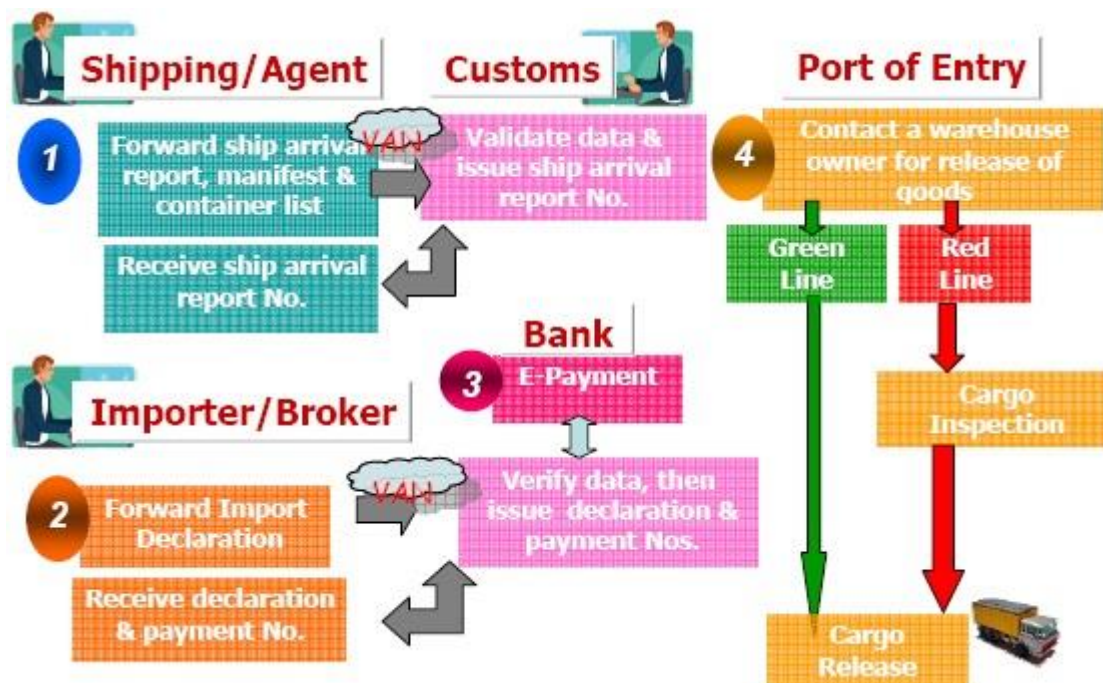 Shipping/Agent
Customs
Port of Entry
1
Forward ship arrival
report, manifest &
container list
VAN
Validate data &
issue ship arrival
report No.
Receive ship arrival
report No.
Importer/Broker
2
Forward Import
Declaration
VAN
Verify data, then
issue declaration &
payment Nos.
Receive declaration
& payment No.
Bank
3
E-Payment
4
Contact a warehouse
owner for release of
goods
Green
Line
Red
Line
Cargo
Inspection
Cargo
Release